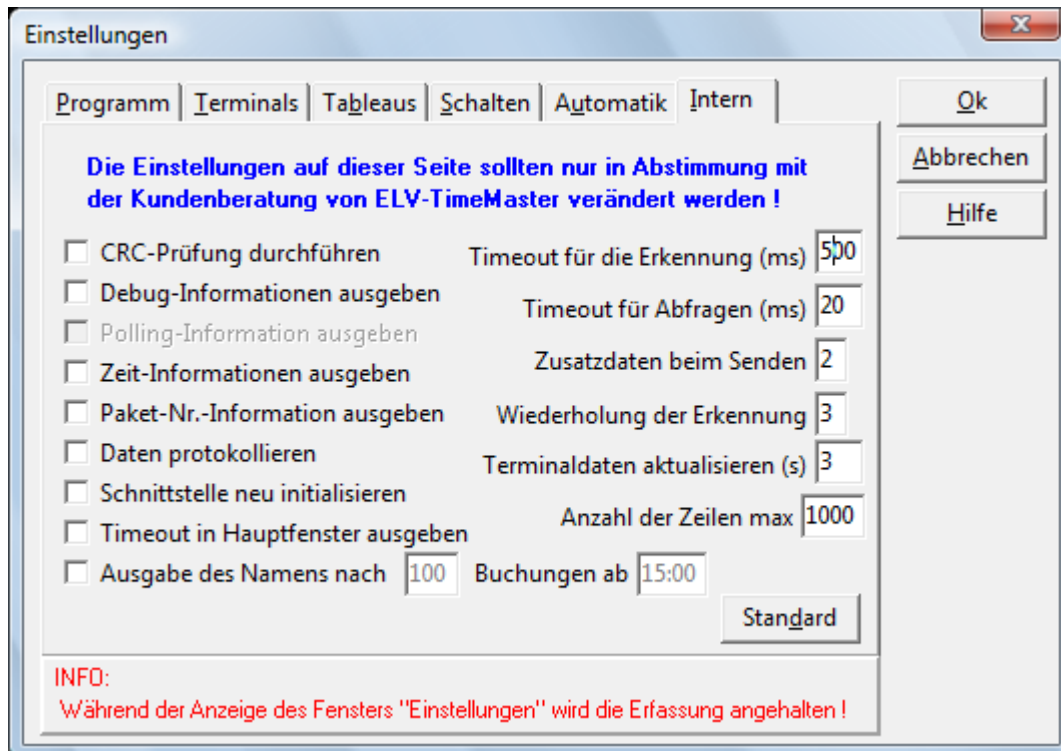 Einstellungen
Programm
Terminals
Tableaus
Schalten
Automatik
Intern
Ok
Abbrechen
Hilfe
Die Einstellungen auf dieser Seite sollten nur in Abstimmung mit
der Kundenberatung von ELV-TimeMaster verändert werden !
CRC-Prüfung durchführen
Debug-Informationen ausgeben
Polling-Information ausgeben
Zeit-Informationen ausgeben
Paket-Nr.-Information ausgeben
Daten protokollieren
Schnittstelle neu initialisieren
Timeout in Hauptfenster ausgeben
Ausgabe des Namens nach 100 Buchungen ab 15:00
Timeout für die Erkennung (ms) 500
Timeout für Abfragen (ms) 20
Zusatzdaten beim Senden 2
Wiederholung der Erkennung 3
Terminaldaten aktualisieren (s) 3
Anzahl der Zeilen max 1000
Standard
INFO:
Während der Anzeige des Fensters "Einstellungen" wird die Erfassung angehalten !